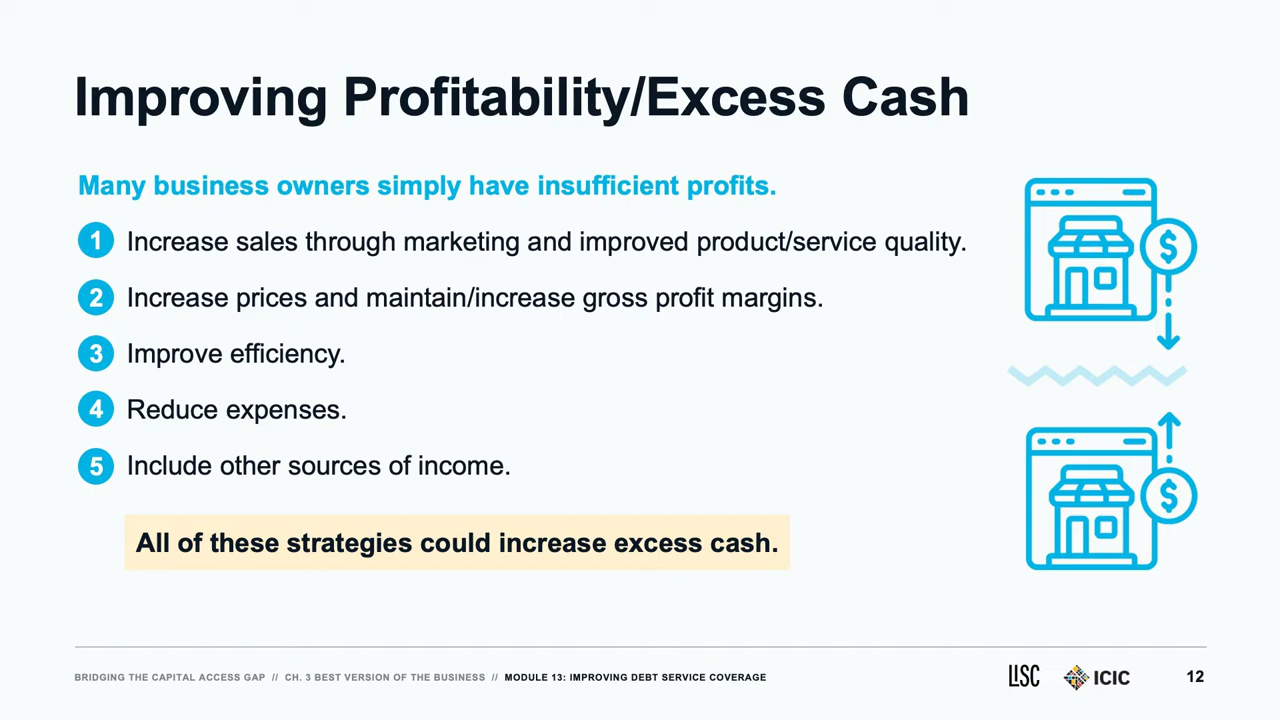 Improving Profitability/Excess Cash
Many business owners simply have insufficient profits.
1 Increase sales through marketing and improved product/service quality.
2 Increase prices and maintain/increase gross profit margins.
3 Improve efficiency.
4 Reduce expenses.
5 Include other sources of income.
All of these strategies could increase excess cash.
$
$
BRIDGING THE CAPITAL ACCESS GAP // CH. 3 BEST VERSION OF THE BUSINESS // MODULE 13: IMPROVING DEBT SERVICE COVERAGE
LISC ICIC 12